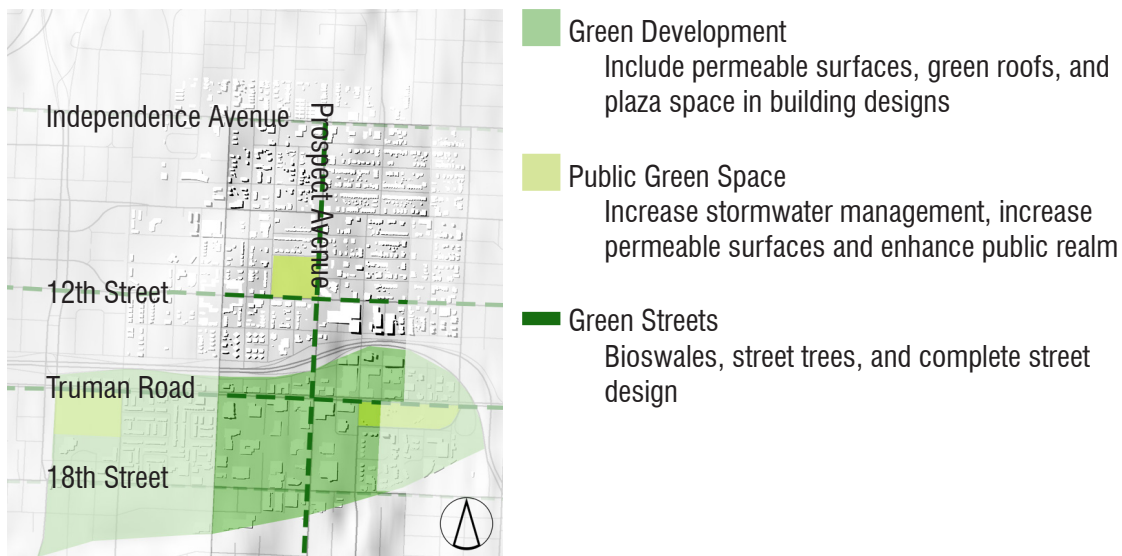 Independence Avenue
Prospect Avenue
12th Street
Truman Road
18th Street
Green Development
Include permeable surfaces, green roofs, and
plaza space in building designs
Public Green Space
Increase stormwater management, increase
permeable surfaces and enhance public realm
Green Streets
Bioswales, street trees, and complete street
design